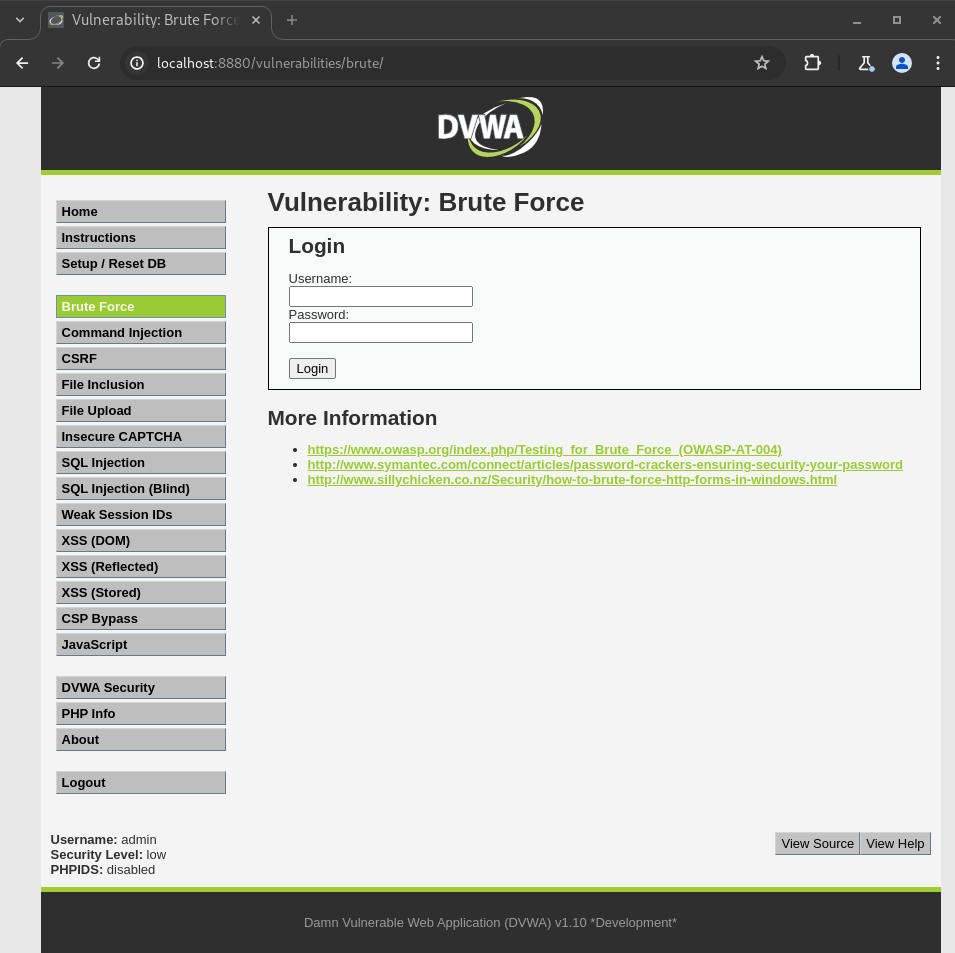 Vulnerability: Brute Force
localhost:8880/vulnerabilities/brute/
DVWA
Home
Instructions
Setup / Reset DB
Brute Force
Command Injection
CSRF
File Inclusion
File Upload
Insecure CAPTCHA
SQL Injection
SQL Injection (Blind)
Weak Session IDs
XSS (DOM)
XSS (Reflected)
XSS (Stored)
CSP Bypass
JavaScript
DVWA Security
PHP Info
About
Logout
Vulnerability: Brute Force
Login
Username:
Password:
Login
More Information
https://www.owasp.org/index.php/Testing_for_Brute_Force_(OWASP-AT-004)
http://www.symantec.com/connect/articles/password-crackers-ensuring-security-your-password
http://www.sillychicken.co.nz/Security/how-to-brute-force-http-forms-in-windows.html
Username: admin
Security Level: low
PHPIDS: disabled
View Source
View Help
Damn Vulnerable Web Application (DVWA) v1.10 *Development*